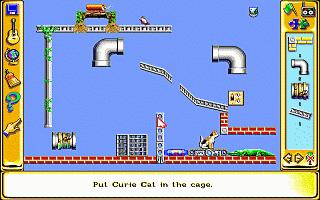 Put Curie Cat in the cage.